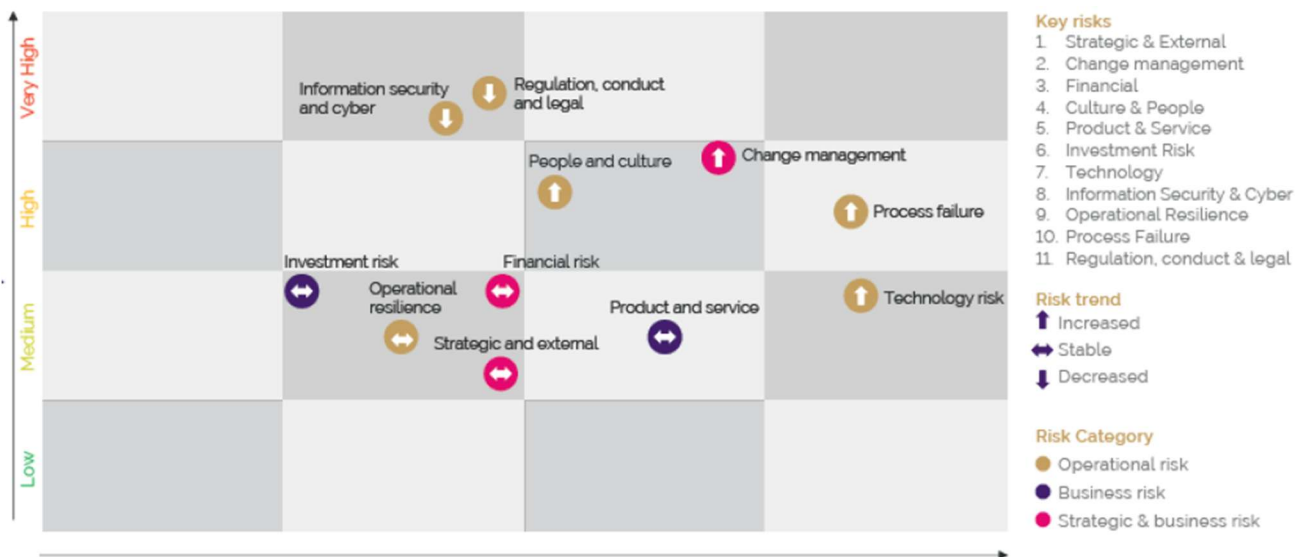 Very High
High
Medium
Low
Information security
and cyber
Regulation, conduct
and legal
People and culture
Change management
Process failure
Investment risk
Financial risk
Operational
resilience
Strategic and external
Product and service
Technology risk
Key risks
1. Strategic & External
2. Change management
3. Financial
4. Culture & People
5. Product & Service
6. Investment Risk
7. Technology
8. Information Security & Cyber
9. Operational Resilience
10. Process Failure
11. Regulation, conduct & legal
Risk trend
Increased
Stable
Decreased
Risk Category
Operational risk
Business risk
Strategic & business risk